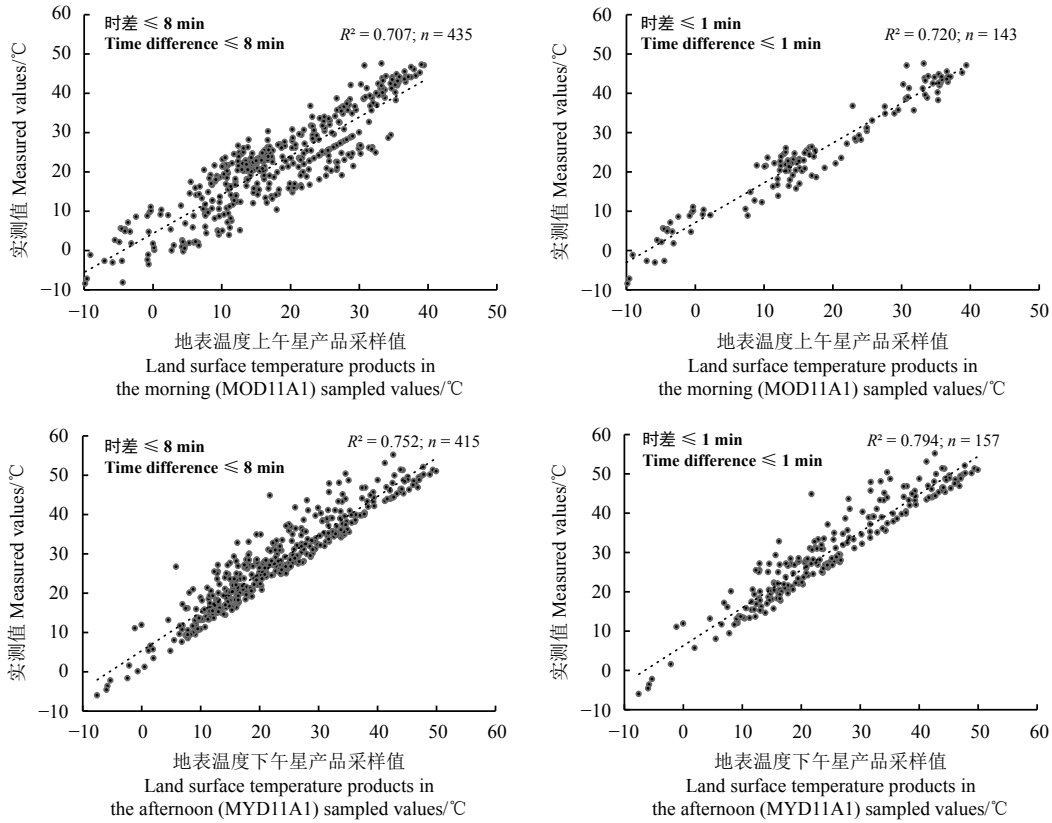 时差 ≤ 8 min
Time difference ≤ 8 min
R² = 0.707; n = 435
实测值 Measured values/℃
60
50
40
30
20
10
0
−10
−10 0 10 20 30 40 50
地表温度上午星产品采样值
Land surface temperature products in
the morning (MOD11A1) sampled values/℃
时差 ≤ 1 min
Time difference ≤ 1 min
R² = 0.720; n = 143
实测值 Measured values/℃
60
50
40
30
20
10
0
−10
−10 0 10 20 30 40 50
地表温度上午星产品采样值
Land surface temperature products in
the morning (MOD11A1) sampled values/℃
时差 ≤ 8 min
Time difference ≤ 8 min
R² = 0.752; n = 415
实测值 Measured values/℃
60
50
40
30
20
10
0
−10
−10 0 10 20 30 40 50 60
地表温度下午星产品采样值
Land surface temperature products in
the afternoon (MYD11A1) sampled values/℃
时差 ≤ 1 min
Time difference ≤ 1 min
R² = 0.794; n = 157
实测值 Measured values/℃
60
50
40
30
20
10
0
−10
−10 0 10 20 30 40 50 60
地表温度下午星产品采样值
Land surface temperature products in
the afternoon (MYD11A1) sampled values/℃